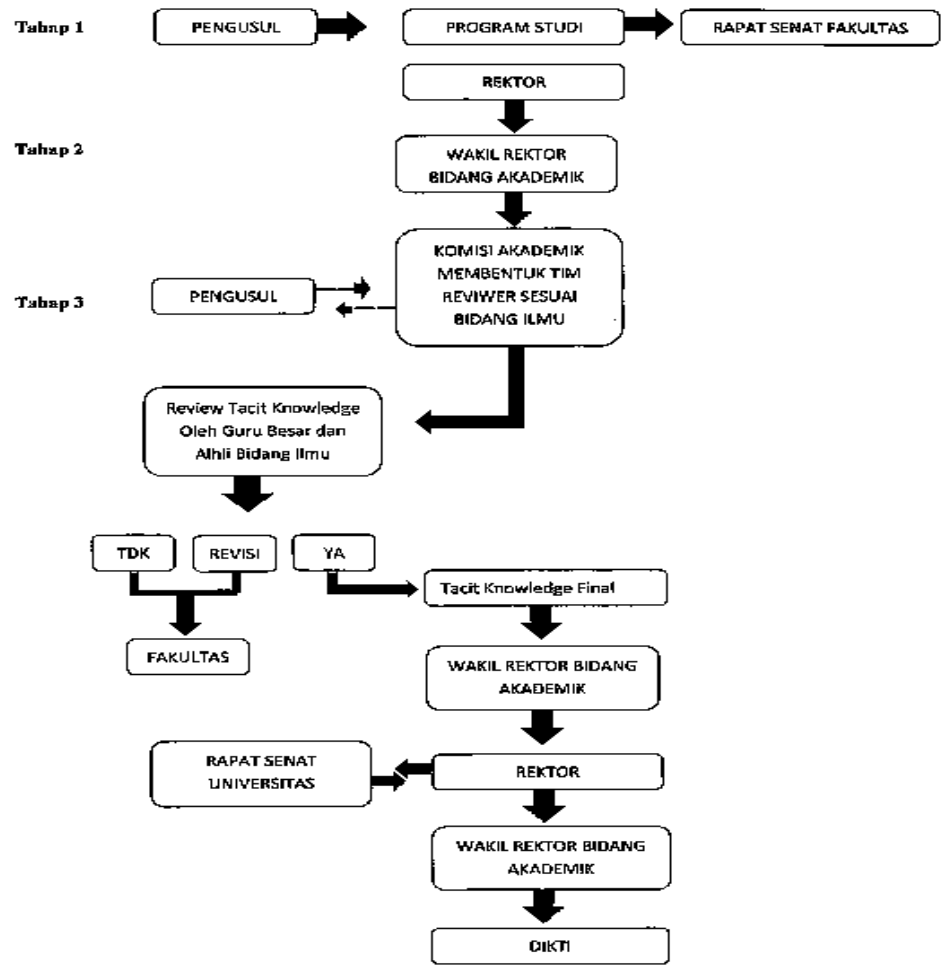 Tahap 1
PENGUSUL
PROGRAM STUDI
RAPAT SENAT FAKULTAS
REKTOR
Tahap 2
WAKIL REKTOR
BIDANG AKADEMIK
KOMISI AKADEMIK
MEMBENTUK TIM
REVIWER SESUAI
BIDANG ILMU
Tahap 3
PENGUSUL
Review Tacit Knowledge
Oleh Guru Besar dan
Alhli Bidang Ilmu
TDK
REVISI
YA
Tacit Knowledge Final
FAKULTAS
WAKIL REKTOR BIDANG
AKADEMIK
RAPAT SENAT
UNIVERSITAS
REKTOR
WAKIL REKTOR BIDANG
AKADEMIK
DIKTI